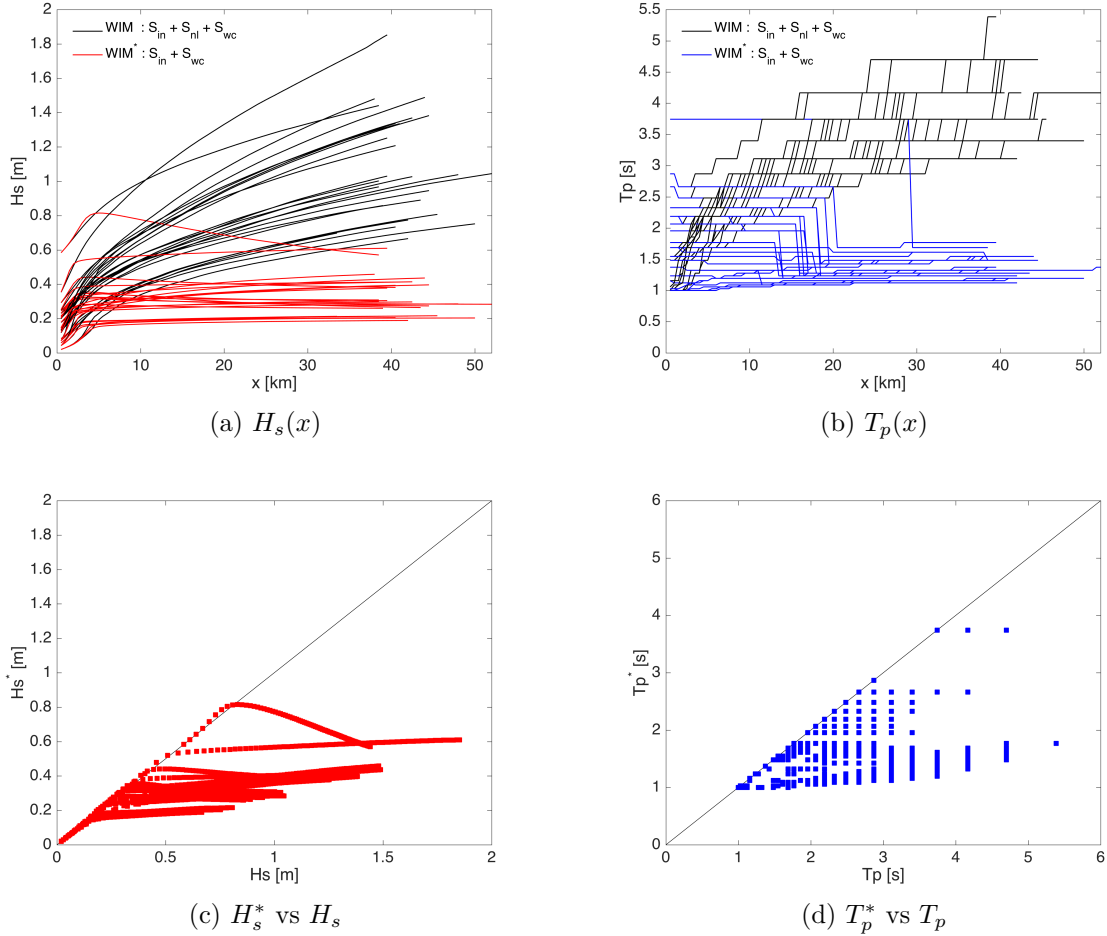 2
1.8
1.6
1.4
1.2
1
0.8
0.6
0.4
0.2
0
Hs [m]
WIM : S_in + S_nl + S_wc
WIM* : S_in + S_wc
0 10 20 30 40 50
x [km]
(a) H_s(x)
5.5
5
4.5
4
3.5
3
2.5
2
1.5
1
0.5
0
Tp [s]
WIM : S_in + S_nl + S_wc
WIM* : S_in + S_wc
0 10 20 30 40 50
x [km]
(b) T_p(x)
2
1.8
1.6
1.4
1.2
1
0.8
0.6
0.4
0.2
0
Hs* [m]
0 0.5 1 1.5 2
Hs [m]
(c) H_s^* vs H_s
6
5
4
3
2
1
0
Tp* [s]
0 1 2 3 4 5 6
Tp [s]
(d) T_p^* vs T_p